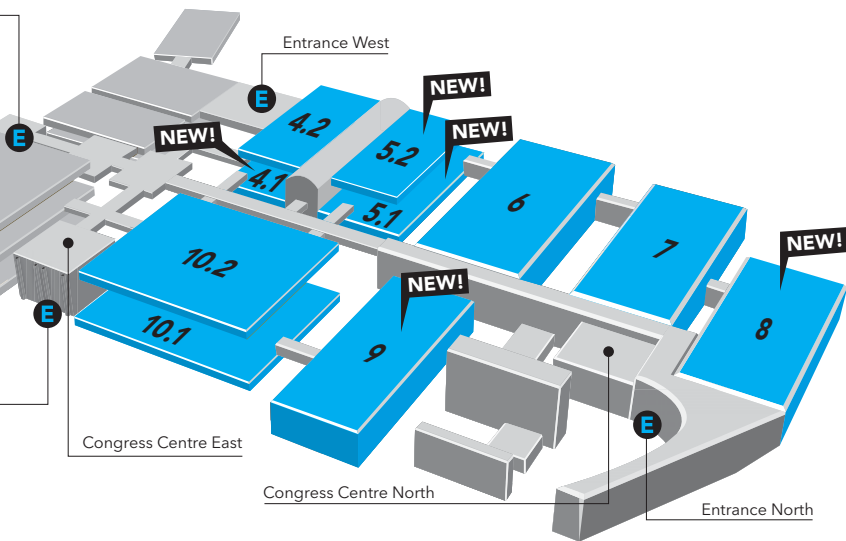 Entrance West
E
NEW!
4.2
E
NEW!
NEW!
5.2
4.1
6
5.1
7
NEW!
10.2
NEW!
E
10.1
8
9
E
Congress Centre East
Congress Centre North
Entrance North